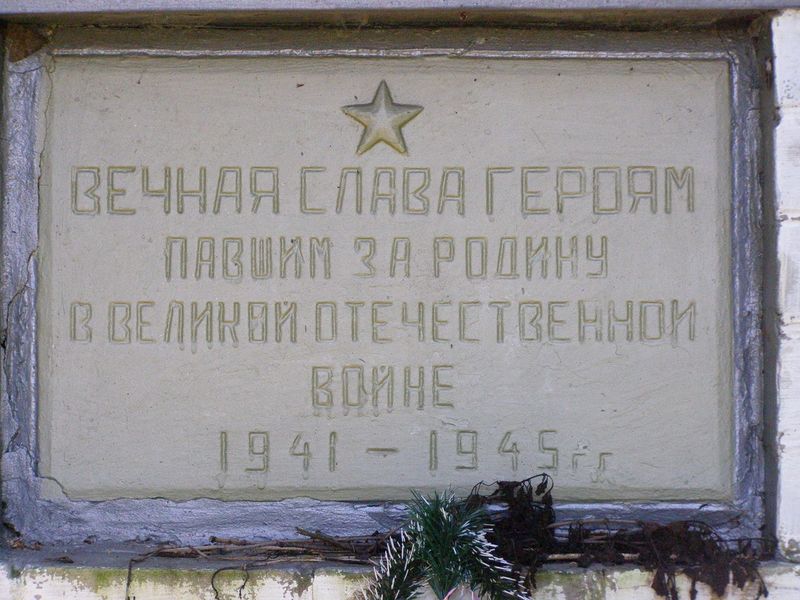 ВЕЧНАЯ СЛАВА ГЕРОЯМ
ПАВШИМ ЗА РОДИНУ
В ВЕЛИКОЙ ОТЕЧЕСТВЕННОЙ
ВОЙНЕ
1941 – 1945 гг